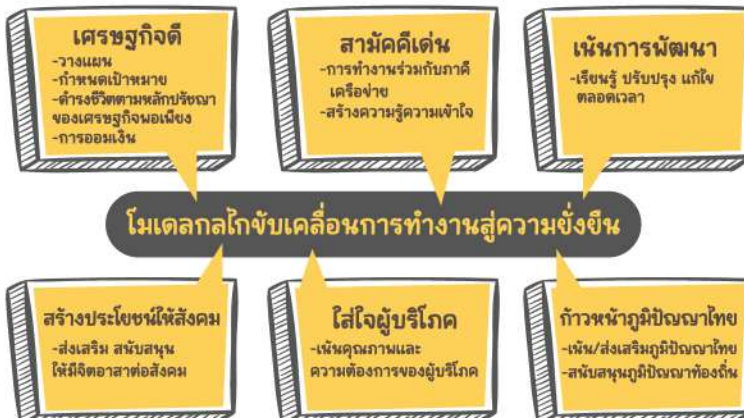 เศรษฐกิจดี
-วางแผน
-กำหนดเป้าหมาย
-ดำรงชีวิตตามหลักปรัชญา
ของเศรษฐกิจพอเพียง
-การออมเงิน
สามัคคีเด่น
-การทำงานร่วมกับภาคี
เครือข่าย
-สร้างความรู้ความเข้าใจ
เน้นการพัฒนา
-เรียนรู้ ปรับปรุง แก้ไข
ตลอดเวลา
โมเดลกลไกขับเคลื่อนการทำงานสู่ความยั่งยืน
สร้างประโยชน์ให้สังคม
-ส่งเสริม สนับสนุน
ให้มีจิตอาสาต่อสังคม
ใส่ใจผู้บริโภค
-เน้นคุณภาพและ
ความต้องการของผู้บริโภค
ก้าวหน้าภูมิปัญญาไทย
-เน้น/ส่งเสริมภูมิปัญญาไทย
-สนับสนุนภูมิปัญญาท้องถิ่น